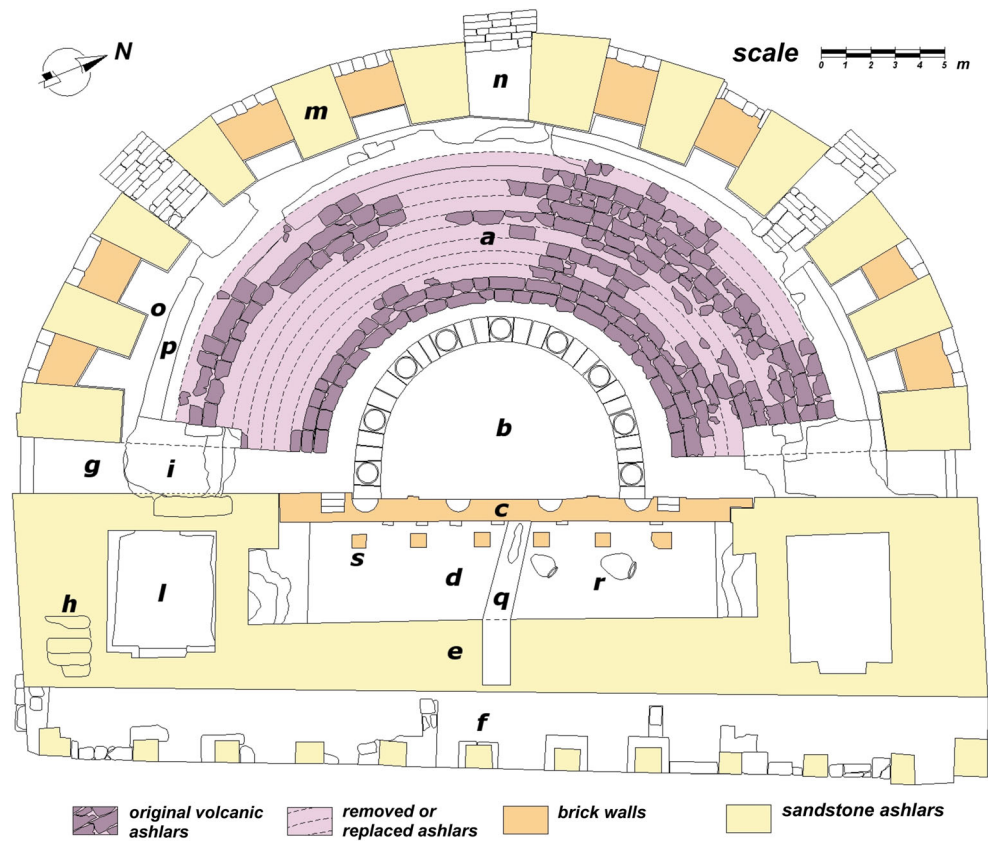 N
scale
0 1 2 3 4 5 m
n
m
a
o
p
b
g
i
c
s
d
r
h
l
q
e
f
original volcanic
ashlars
removed or
replaced ashlars
brick walls
sandstone ashlars